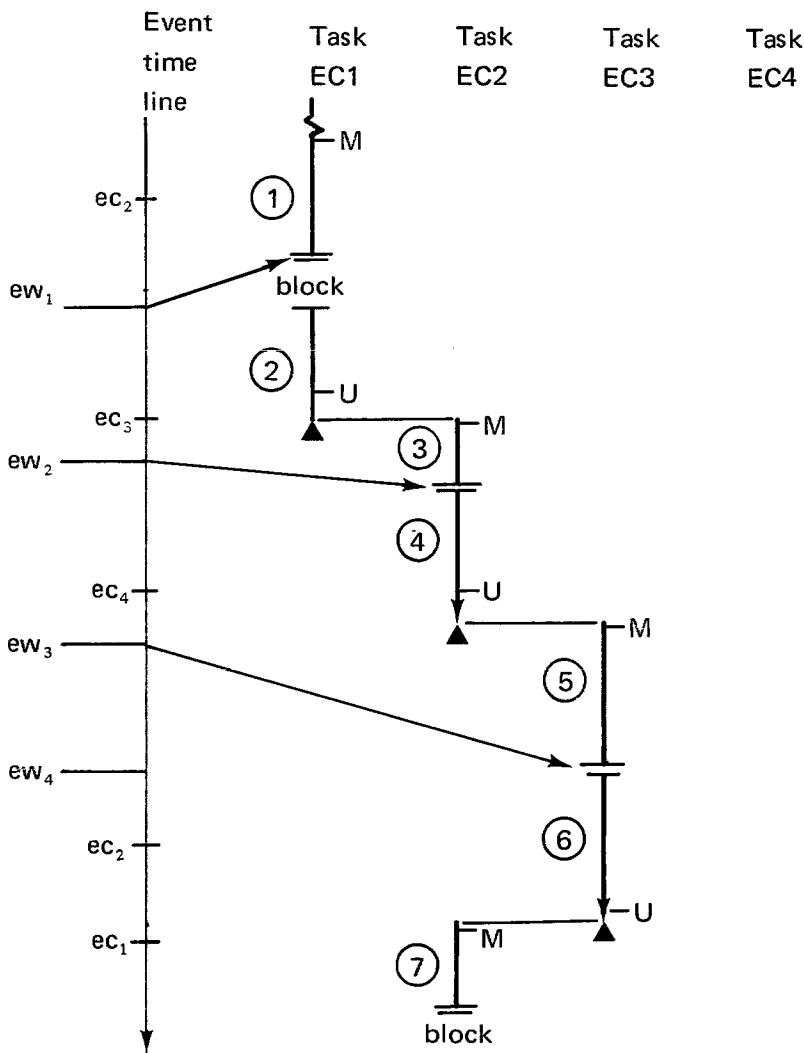 Event
time
line
Task
EC1
Task
EC2
Task
EC3
Task
EC4
M
ec₂
1
ew₁
block
2
U
ec₃
M
3
ew₂
4
ec₄
U
M
ew₃
5
ew₄
6
ec₂
U
M
ec₁
7
block